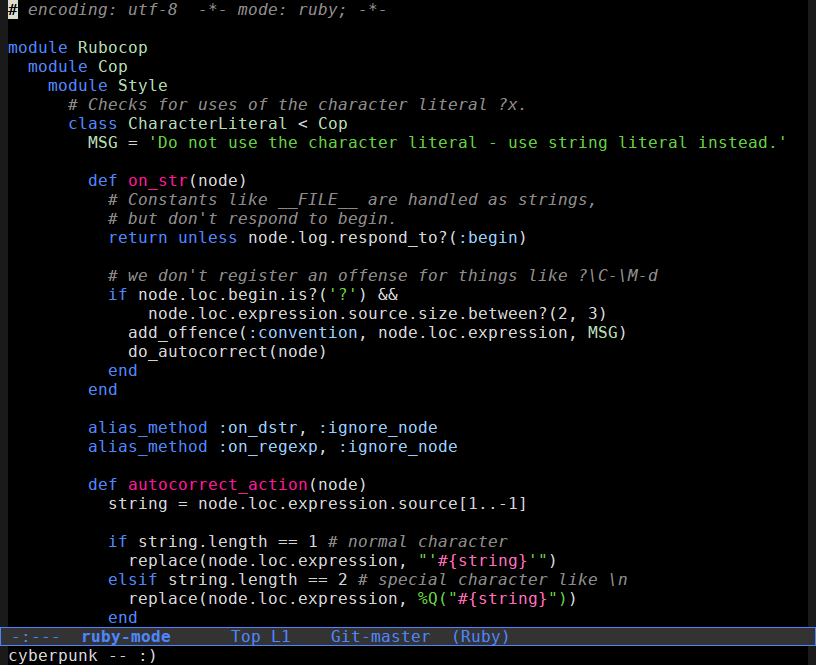 # encoding: utf-8  -*- mode: ruby; -*-

module Rubocop
  module Cop
    module Style
      # Checks for uses of the character literal ?x.
      class CharacterLiteral < Cop
        MSG = 'Do not use the character literal - use string literal instead.'

        def on_str(node)
          # Constants like __FILE__ are handled as strings,
          # but don't respond to begin.
          return unless node.log.respond_to?(:begin)

          # we don't register an offense for things like ?\C-\M-d
          if node.loc.begin.is?('?') &&
              node.loc.expression.source.size.between?(2, 3)
            add_offence(:convention, node.loc.expression, MSG)
            do_autocorrect(node)
          end
        end

        alias_method :on_dstr, :ignore_node
        alias_method :on_regexp, :ignore_node

        def autocorrect_action(node)
          string = node.loc.expression.source[1..-1]

          if string.length == 1 # normal character
            replace(node.loc.expression, "'#{string}'")
          elsif string.length == 2 # special character like \n
            replace(node.loc.expression, %Q("#{string}"))
          end
-:---  ruby-mode      Top L1    Git-master  (Ruby)
cyberpunk -- :)